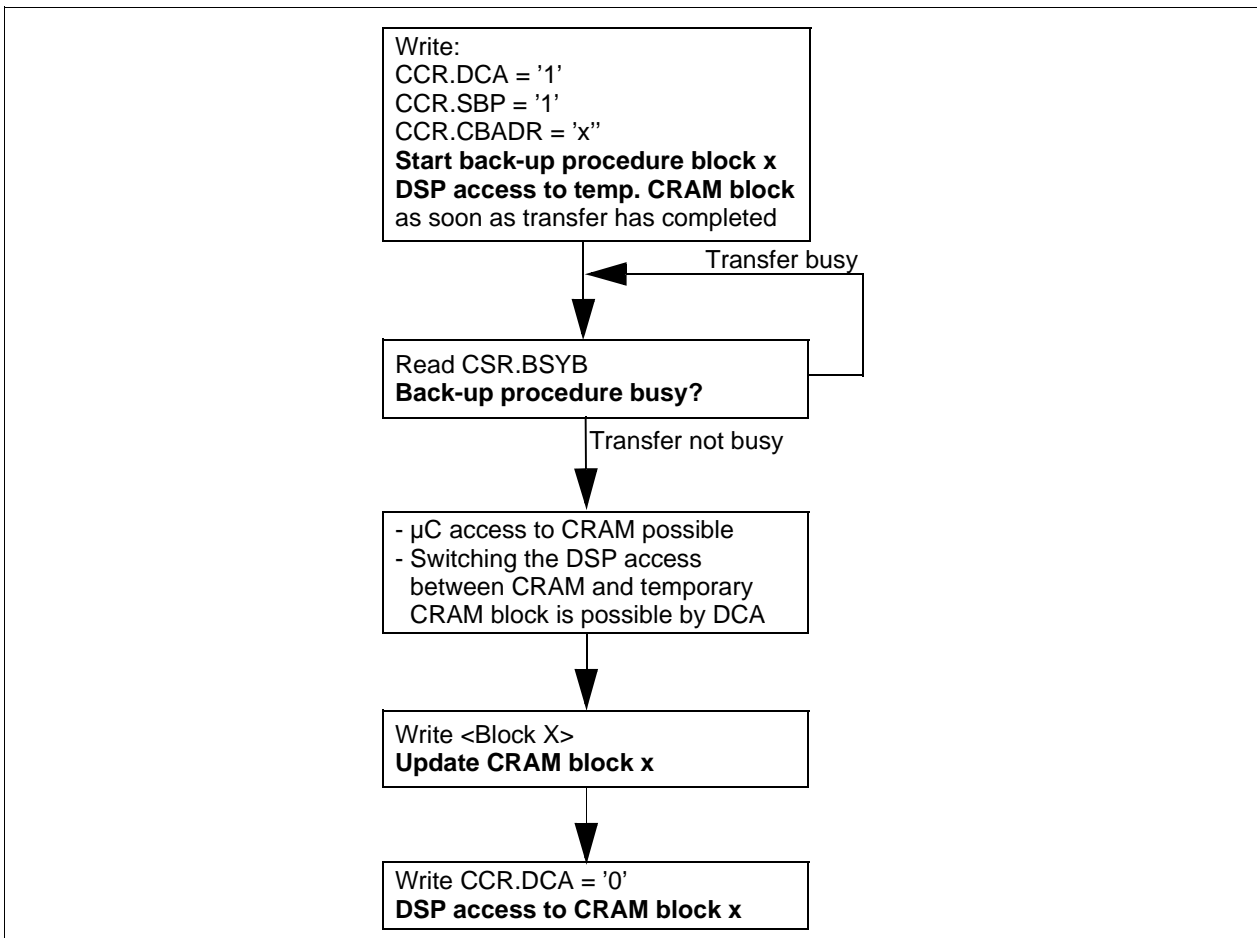 Write:
CCR.DCA = ’1’
CCR.SBP = ’1’
CCR.CBADR = ’x’’
Start back-up procedure block x
DSP access to temp. CRAM block
as soon as transfer has completed
Transfer busy
Read CSR.BSYB
Back-up procedure busy?
Transfer not busy
- µC access to CRAM possible
- Switching the DSP access
between CRAM and temporary
CRAM block is possible by DCA
Write <Block X>
Update CRAM block x
Write CCR.DCA = ’0’
DSP access to CRAM block x